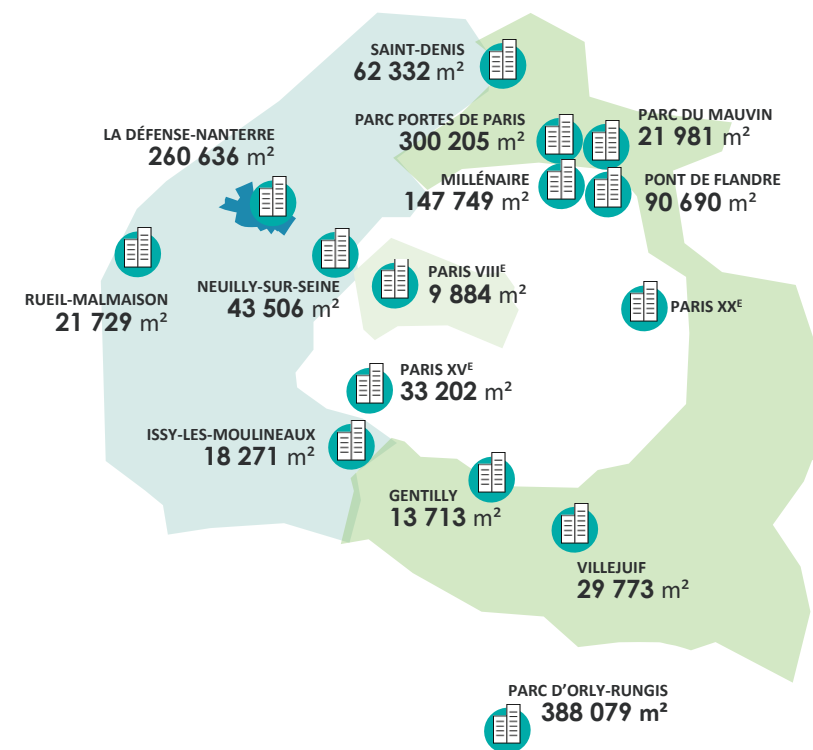 SAINT-DENIS
62 332 m²
PARC PORTES DE PARIS
300 205 m²
PARC DU MAUVIN
21 981 m²
LA DÉFENSE-NANTERRE
260 636 m²
MILLÉNAIRE
147 749 m²
PONT DE FLANDRE
90 690 m²
RUEIL-MALMAISON
21 729 m²
NEUILLY-SUR-SEINE
43 506 m²
PARIS VIIIᴱ
9 884 m²
PARIS XXᴱ
PARIS XVᴱ
33 202 m²
ISSY-LES-MOULINEAUX
18 271 m²
GENTILLY
13 713 m²
VILLEJUIF
29 773 m²
PARC D'ORLY-RUNGIS
388 079 m²